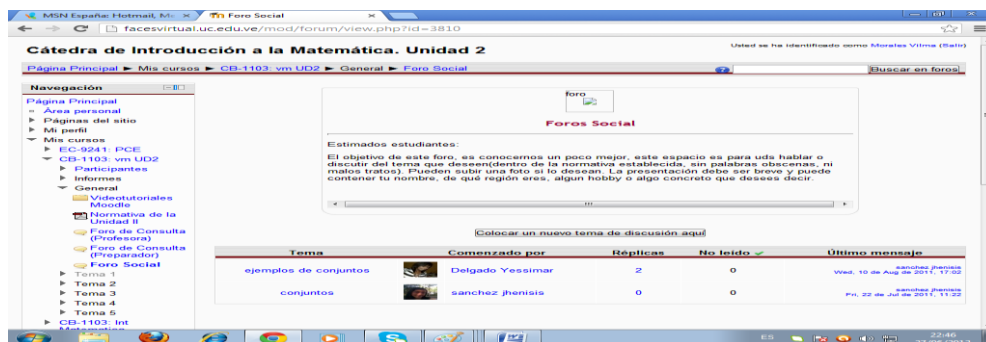 MSN España: Hotmail, M
Foro Social
facesvirtual.uc.edu.ve/mod/forum/view.php?id=3810
Cátedra de Introducción a la Matemática. Unidad 2
Usted se ha identificado como Morales Vilma (Salir)
Página Principal ► Mis cursos ► CB-1103: vm UD2 ► General ► Foro Social
Buscar en foros
Navegación
Página Principal
Área personal
Páginas del sitio
Mi perfil
Mis cursos
EC-9241: PCE
CB-1103: vm UD2
Participantes
Informes
General
Videotutoriales
Moodle
Normativa de la
Unidad II
Foro de Consulta
(Profesora)
Foro de Consulta
(Preparador)
Foro Social
Tema 1
Tema 2
Tema 3
Tema 4
Tema 5
CB-1103: Int
foro
Foros Social
Estimados estudiantes:
El objetivo de este foro, es conocernos un poco mejor, este espacio es para uds hablar o
discutir del tema que deseen(dentro de la normativa establecida, sin palabras obscenas, ni
malos tratos). Pueden subir una foto si lo desean. La presentación debe ser breve y puede
contener tu nombre, de qué región eres, algun hobby o algo concreto que desees decir.
Colocar un nuevo tema de discusión aquí
Tema Comenzado por Réplicas No leído ✓ Último mensaje
ejemplos de conjuntos Delgado Yessimar 2 0 sanchez jhenisis
Wed, 10 de Aug de 2011, 17:02
conjuntos sanchez jhenisis 0 0 sanchez jhenisis
Fri, 22 de Jul de 2011, 11:22
ES
22:46